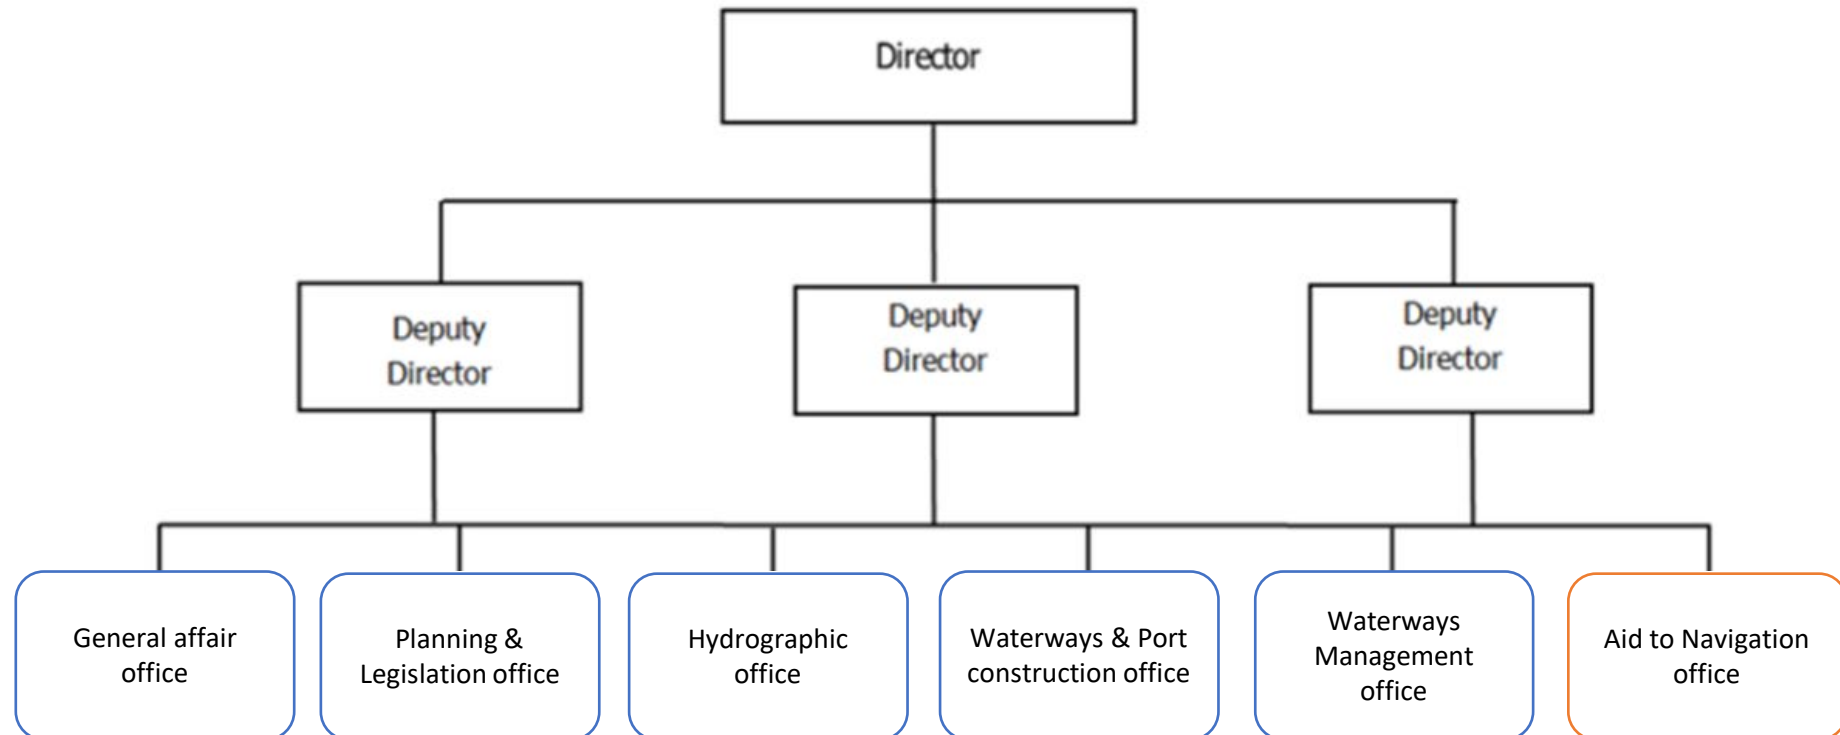 Director
Deputy
Director
Deputy
Director
Deputy
Director
General affair
office
Planning &
Legislation office
Hydrographic
office
Waterways & Port
construction office
Waterways
Management
office
Aid to Navigation
office